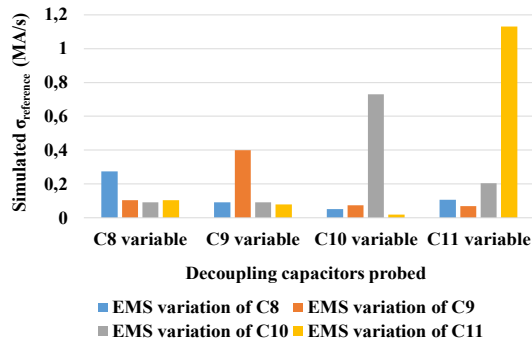 Simulated σreference (MA/s)
1,2
1
0,8
0,6
0,4
0,2
0
C8 variable C9 variable C10 variable C11 variable
Decoupling capacitors probed
EMS variation of C8 EMS variation of C9
EMS variation of C10 EMS variation of C11